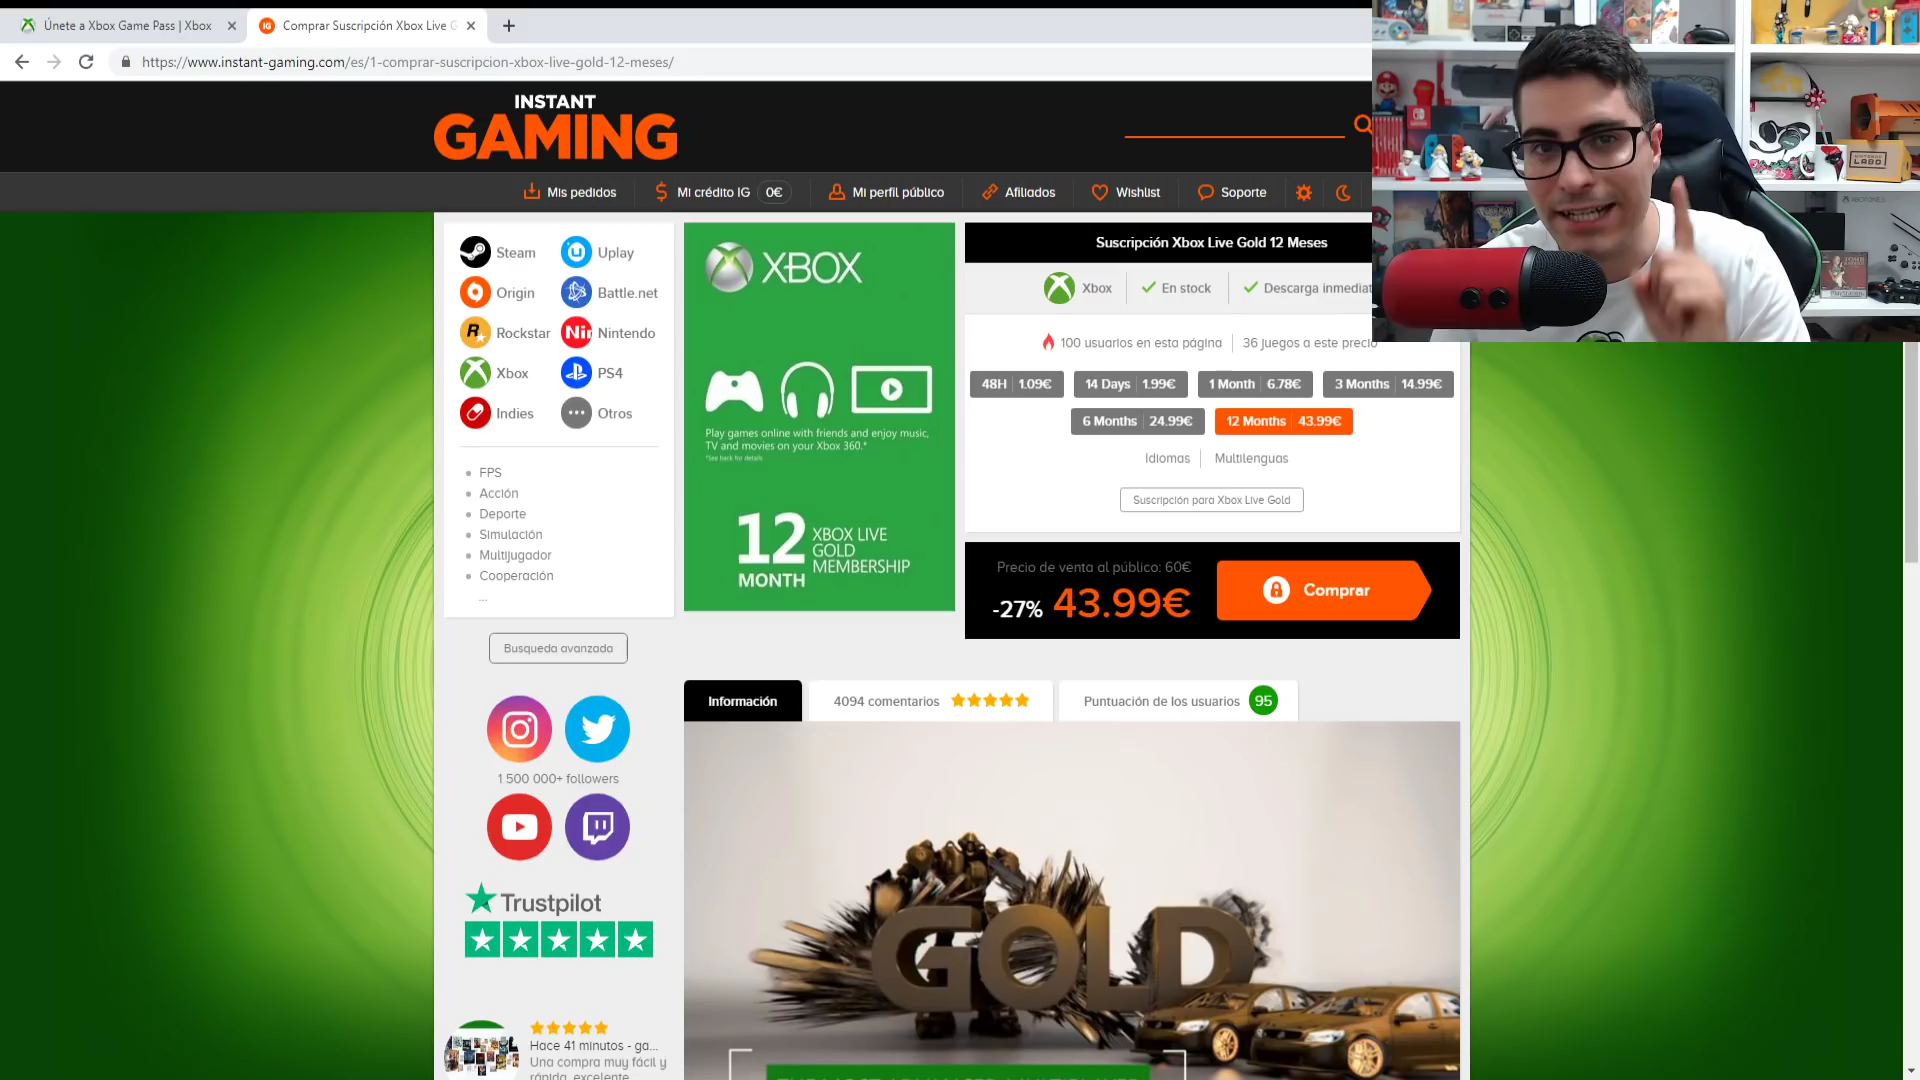 Únete a Xbox Game Pass | Xbox
Comprar Suscripción Xbox Live G
https://www.instant-gaming.com/es/1-comprar-suscripcion-xbox-live-gold-12-meses/
INSTANT
GAMING
Mis pedidos
Mi crédito IG 0€
Mi perfil público
Afiliados
Wishlist
Soporte
Steam
Uplay
Origin
Battle.net
Rockstar
Nintendo
Xbox
PS4
Indies
Otros
FPS
Acción
Deporte
Simulación
Multijugador
Cooperación
...
Busqueda avanzada
1 500 000+ followers
Trustpilot
Hace 41 minutos - ga...
Una compra muy fácil y
rápida, excelente
XBOX
Play games online with friends and enjoy music,
TV and movies on your Xbox 360.*
*See back for details
12
MONTH
XBOX LIVE
GOLD
MEMBERSHIP
Suscripción Xbox Live Gold 12 Meses
Xbox
En stock
Descarga inmediat
100 usuarios en esta página
36 juegos a este precio
48H 1.09€
14 Days 1.99€
1 Month 6.78€
3 Months 14.99€
6 Months 24.99€
12 Months 43.99€
Idiomas
Multilenguas
Suscripción para Xbox Live Gold
Precio de venta al público: 60€
-27% 43.99€
Comprar
Información
4094 comentarios
Puntuación de los usuarios 95
GOLD
NINTENDO
LABO